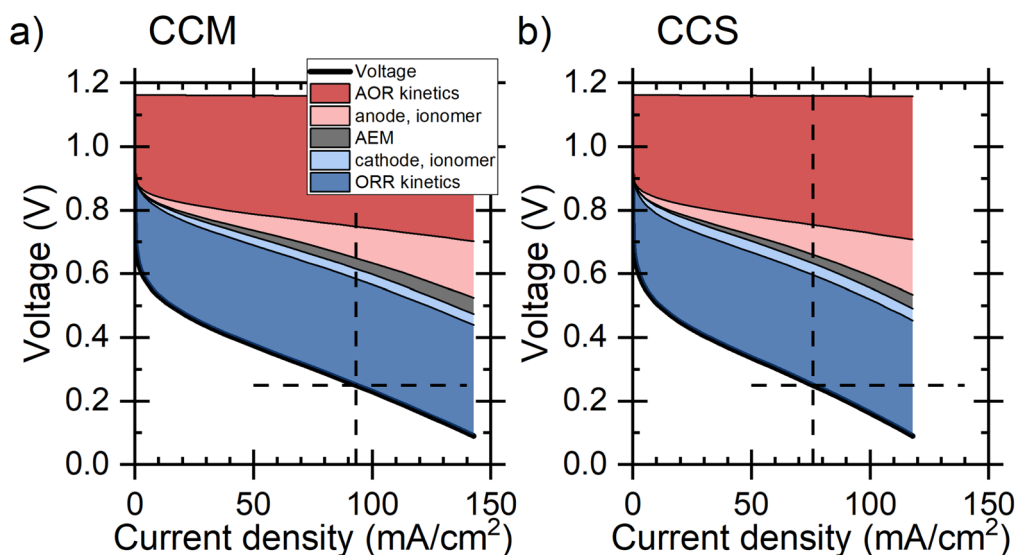 a) CCM
Voltage
AOR kinetics
anode, ionomer
AEM
cathode, ionomer
ORR kinetics
Voltage (V)
1.2
1.0
0.8
0.6
0.4
0.2
0.0
0 50 100 150
Current density (mA/cm²)
b) CCS
Voltage (V)
1.2
1.0
0.8
0.6
0.4
0.2
0.0
0 50 100 150
Current density (mA/cm²)